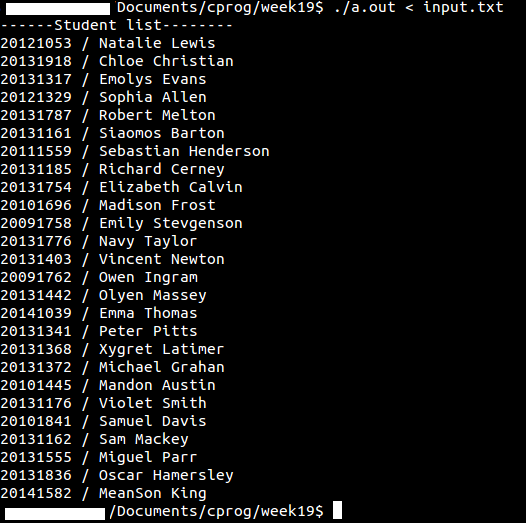 Documents/cprog/week19$ ./a.out < input.txt
------Student list--------
20121053 / Natalie Lewis
20131918 / Chloe Christian
20131317 / Emolys Evans
20121329 / Sophia Allen
20131787 / Robert Melton
20131161 / Siaomos Barton
20111559 / Sebastian Henderson
20131185 / Richard Cerney
20131754 / Elizabeth Calvin
20101696 / Madison Frost
20091758 / Emily Stevgenson
20131776 / Navy Taylor
20131403 / Vincent Newton
20091762 / Owen Ingram
20131442 / Olyen Massey
20141039 / Emma Thomas
20131341 / Peter Pitts
20131368 / Xygret Latimer
20131372 / Michael Grahan
20101445 / Mandon Austin
20131176 / Violet Smith
20101841 / Samuel Davis
20131162 / Sam Mackey
20131555 / Miguel Parr
20131836 / Oscar Hamersley
20141582 / MeanSon King
/Documents/cprog/week19$